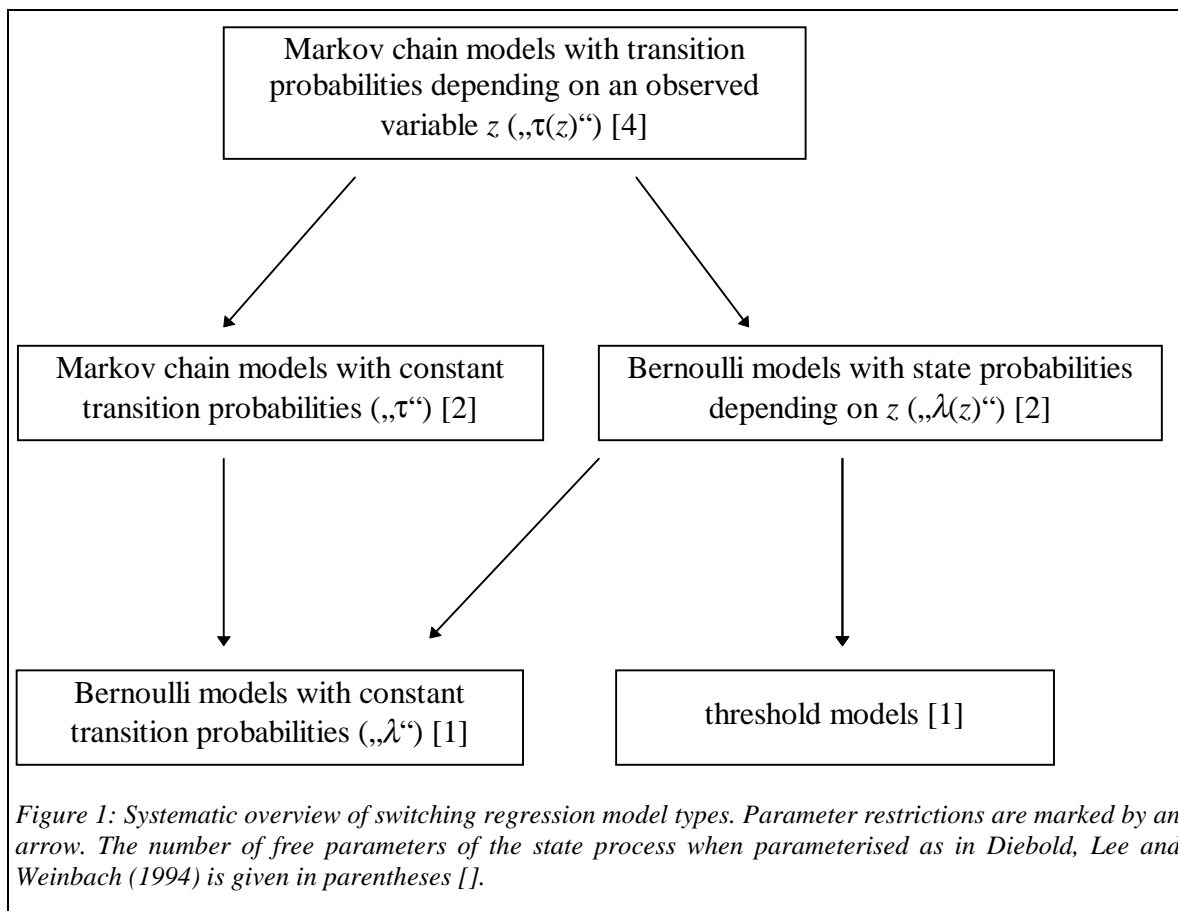 Markov chain models with transition
probabilities depending on an observed
variable z („τ(z)“) [4]
Markov chain models with constant
transition probabilities („τ“) [2]
Bernoulli models with state probabilities
depending on z („λ(z)“) [2]
Bernoulli models with constant
transition probabilities („λ“) [1]
threshold models [1]
Figure 1: Systematic overview of switching regression model types. Parameter restrictions are marked by an
arrow. The number of free parameters of the state process when parameterised as in Diebold, Lee and
Weinbach (1994) is given in parentheses [].